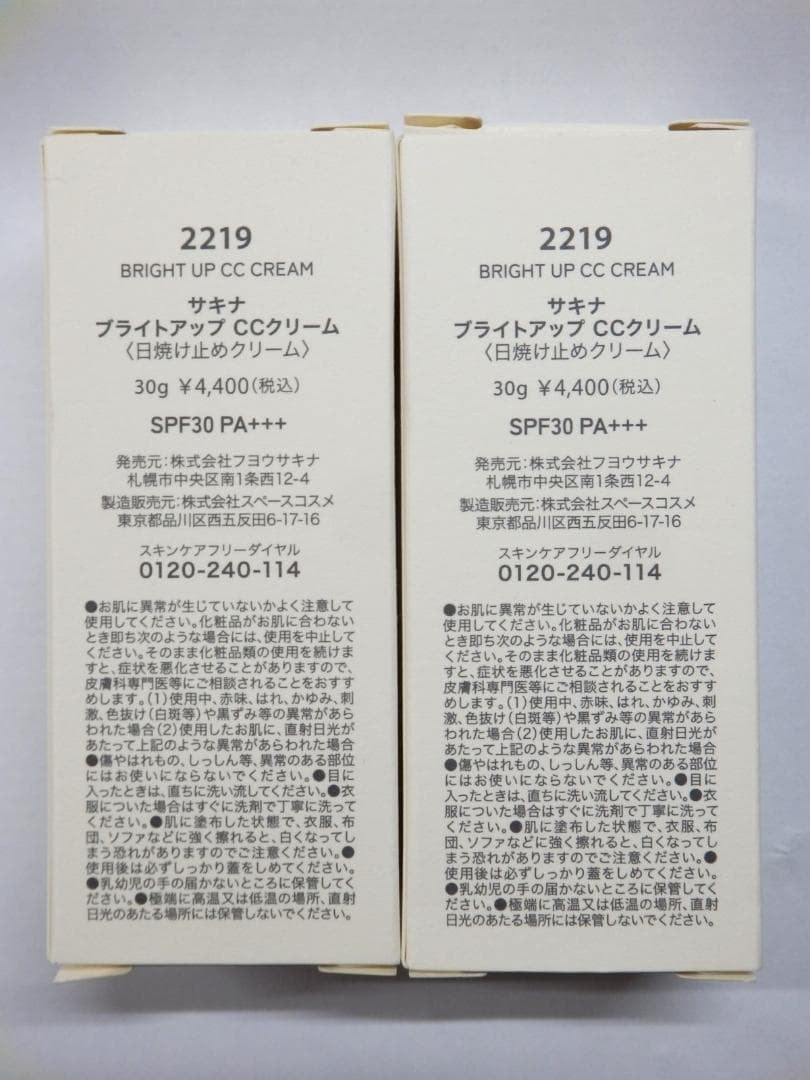 2219
BRIGHT UP CC CREAM
サキナ
ブライトアップ CCクリーム
〈日焼け止めクリーム〉
30g ￥4,400(税込)
SPF30 PA+++
発売元:株式会社フヨウサキナ
札幌市中央区南1条西12-4
製造販売元:株式会社スペースコスメ
東京都品川区西五反田6-17-16
スキンケアフリーダイヤル
0120-240-114
●お肌に異常が生じていないかよく注意して
使用してください。化粧品がお肌に合わない
とき即ち次のような場合には、使用を中止して
ください。そのまま化粧品類の使用を続けま
すと、症状を悪化させることがありますので、
皮膚科専門医等にご相談されることをおすす
めします。(1)使用中、赤味、はれ、かゆみ、刺
激、色抜け(白斑等)や黒ずみ等の異常があら
われた場合(2)使用したお肌に、直射日光が
あたって上記のような異常があらわれた場合
●傷やはれもの、しっしん等、異常のある部位
にはお使いにならないでください。●目に
入ったときは、直ちに洗い流してください。●衣
服についた場合はすぐに洗剤で丁寧に洗って
ください。●肌に塗布した状態で、衣服、布
団、ソファなどに強く擦れると、白くなってし
まう恐れがありますのでご注意ください。●
使用後は必ずしっかり蓋をしめてください。
●乳幼児の手の届かないところに保管してく
ださい。●極端に高温又は低温の場所、直射
日光のあたる場所には保管しないでください。
2219
BRIGHT UP CC CREAM
サキナ
ブライトアップ CCクリーム
〈日焼け止めクリーム〉
30g ￥4,400(税込)
SPF30 PA+++
発売元:株式会社フヨウサキナ
札幌市中央区南1条西12-4
製造販売元:株式会社スペースコスメ
東京都品川区西五反田6-17-16
スキンケアフリーダイヤル
0120-240-114
●お肌に異常が生じていないかよく注意して
使用してください。化粧品がお肌に合わない
とき即ち次のような場合には、使用を中止して
ください。そのまま化粧品類の使用を続けま
すと、症状を悪化させることがありますので、
皮膚科専門医等にご相談されることをおすす
めします。(1)使用中、赤味、はれ、かゆみ、刺
激、色抜け(白斑等)や黒ずみ等の異常があら
われた場合(2)使用したお肌に、直射日光が
あたって上記のような異常があらわれた場合
●傷やはれもの、しっしん等、異常のある部位
にはお使いにならないでください。●目に
入ったときは、直ちに洗い流してください。●衣
服についた場合はすぐに洗剤で丁寧に洗って
ください。●肌に塗布した状態で、衣服、布
団、ソファなどに強く擦れると、白くなってし
まう恐れがありますのでご注意ください。●
使用後は必ずしっかり蓋をしめてください。
●乳幼児の手の届かないところに保管してく
ださい。●極端に高温又は低温の場所、直射
日光のあたる場所には保管しないでください。